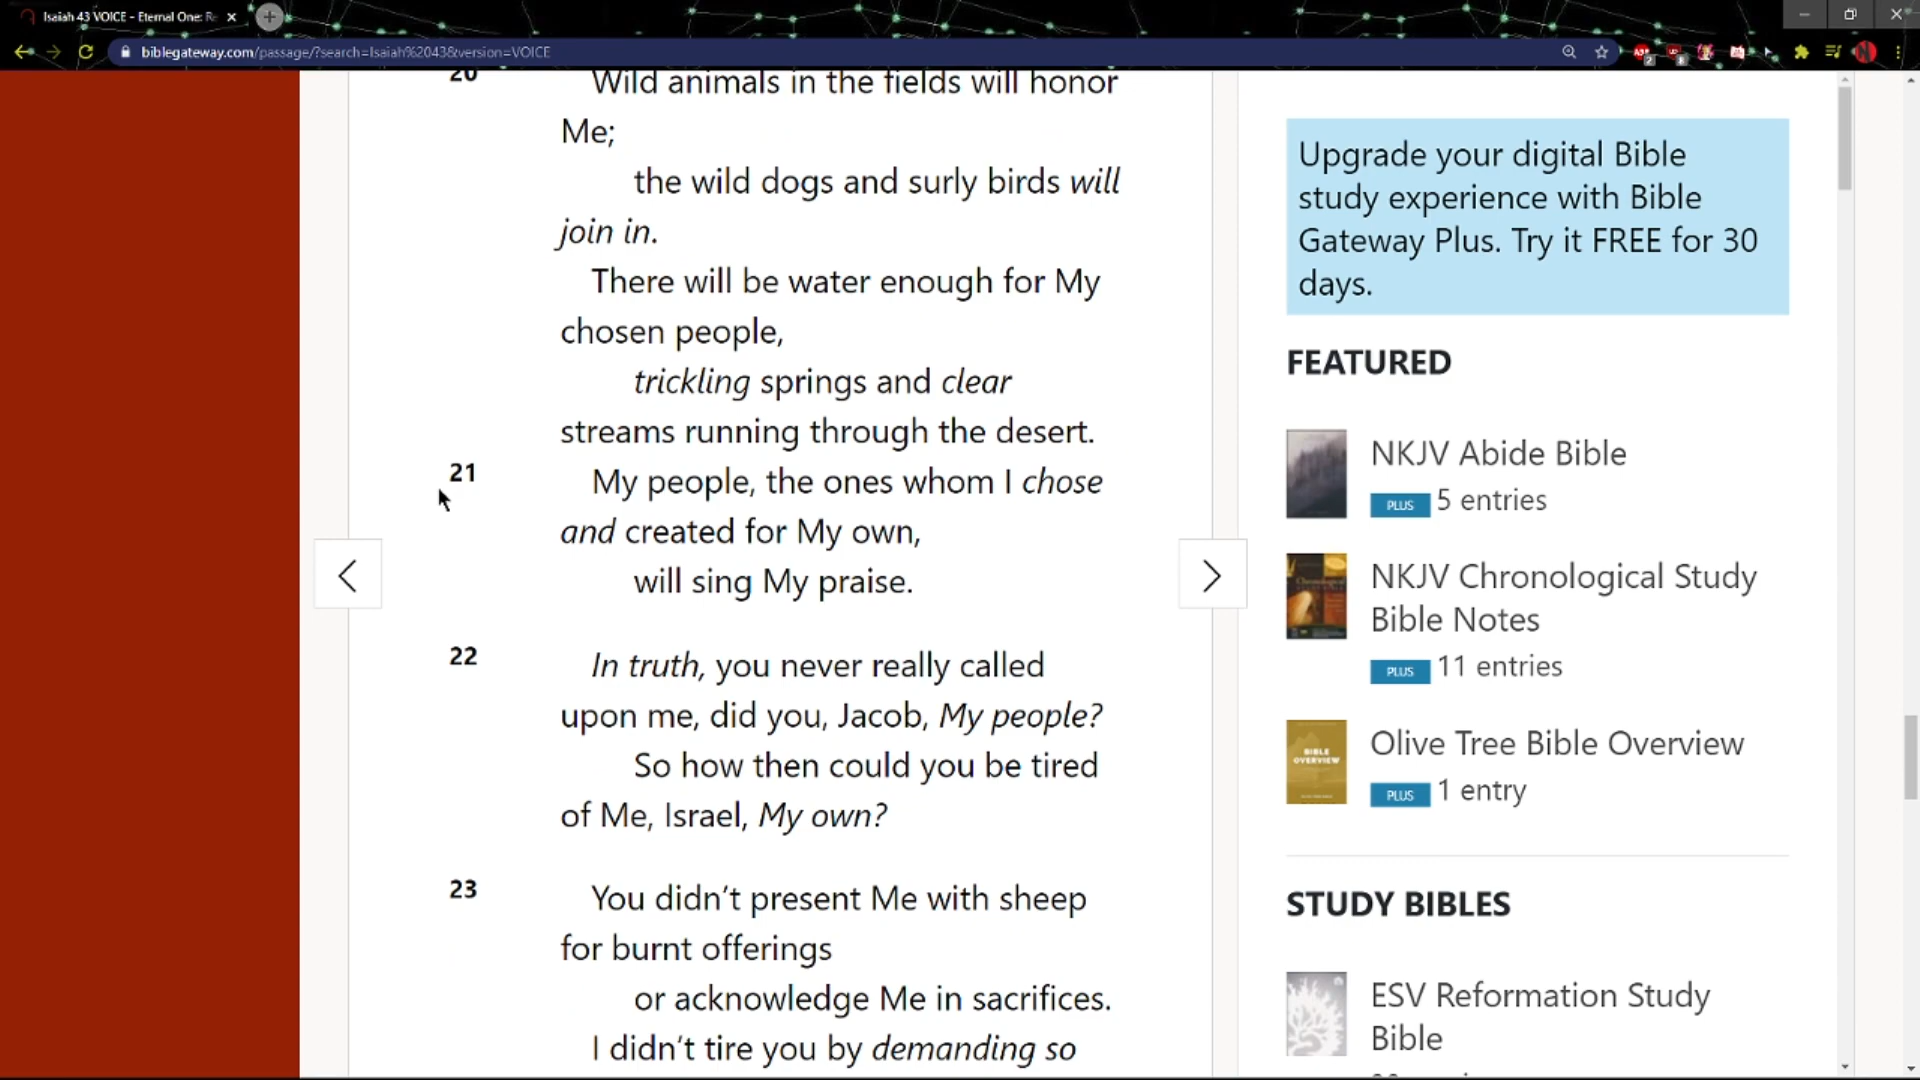 Isaiah 43 VOICE - Eternal One: Re
biblegateway.com/passage/?search=Isaiah%2043&version=VOICE
20 Wild animals in the fields will honor
Me;
the wild dogs and surly birds will
join in.
There will be water enough for My
chosen people,
trickling springs and clear
streams running through the desert.
21 My people, the ones whom I chose
and created for My own,
will sing My praise.
22 In truth, you never really called
upon me, did you, Jacob, My people?
So how then could you be tired
of Me, Israel, My own?
23 You didn't present Me with sheep
for burnt offerings
or acknowledge Me in sacrifices.
I didn't tire you by demanding so
Upgrade your digital Bible
study experience with Bible
Gateway Plus. Try it FREE for 30
days.
FEATURED
NKJV Abide Bible
PLUS 5 entries
NKJV Chronological Study
Bible Notes
PLUS 11 entries
BIBLE
OVERVIEW
Olive Tree Bible Overview
PLUS 1 entry
STUDY BIBLES
ESV Reformation Study
Bible